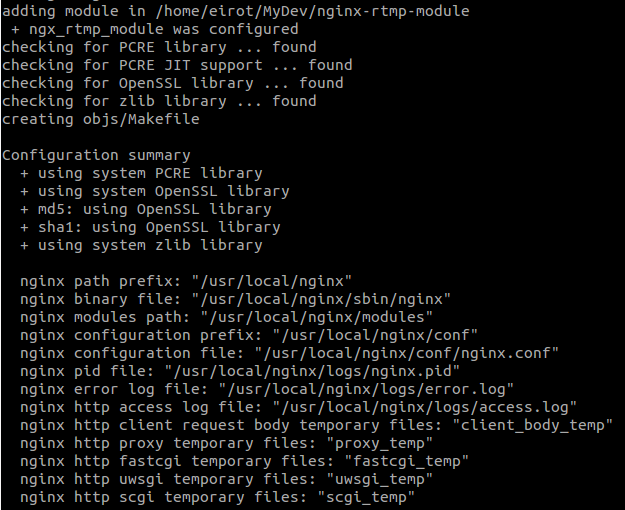 adding module in /home/eirot/MyDev/nginx-rtmp-module
 + ngx_rtmp_module was configured
checking for PCRE library ... found
checking for PCRE JIT support ... found
checking for OpenSSL library ... found
checking for zlib library ... found
creating objs/Makefile

Configuration summary
  + using system PCRE library
  + using system OpenSSL library
  + md5: using OpenSSL library
  + sha1: using OpenSSL library
  + using system zlib library

  nginx path prefix: "/usr/local/nginx"
  nginx binary file: "/usr/local/nginx/sbin/nginx"
  nginx modules path: "/usr/local/nginx/modules"
  nginx configuration prefix: "/usr/local/nginx/conf"
  nginx configuration file: "/usr/local/nginx/conf/nginx.conf"
  nginx pid file: "/usr/local/nginx/logs/nginx.pid"
  nginx error log file: "/usr/local/nginx/logs/error.log"
  nginx http access log file: "/usr/local/nginx/logs/access.log"
  nginx http client request body temporary files: "client_body_temp"
  nginx http proxy temporary files: "proxy_temp"
  nginx http fastcgi temporary files: "fastcgi_temp"
  nginx http uwsgi temporary files: "uwsgi_temp"
  nginx http scgi temporary files: "scgi_temp"